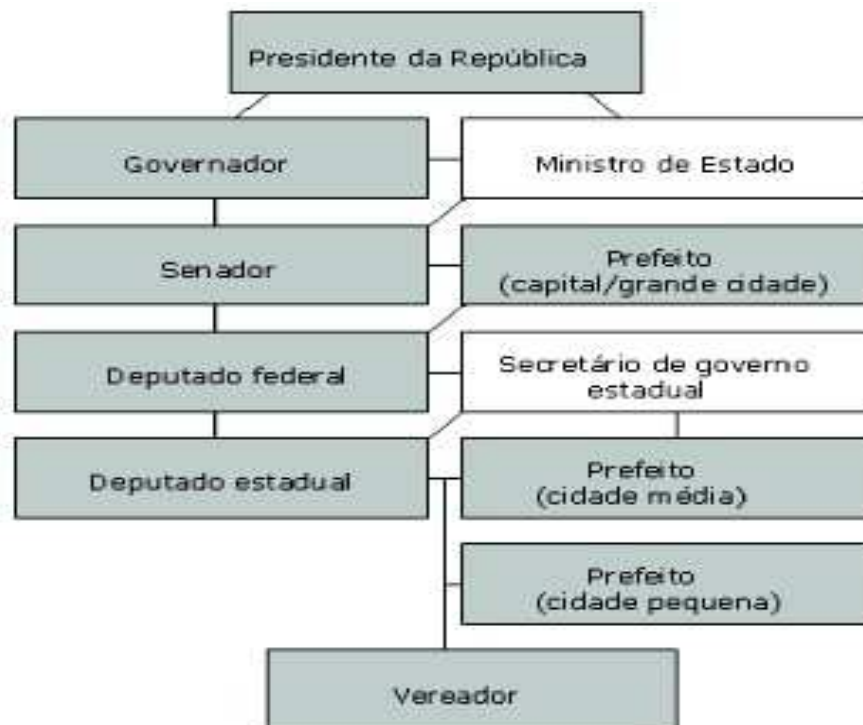 Presidente da República
Governador
Ministro de Estado
Senador
Prefeito
(capital/grande cidade)
Deputado federal
Secretário de governo
estadual
Deputado estadual
Prefeito
(cidade média)
Prefeito
(cidade pequena)
Vereador